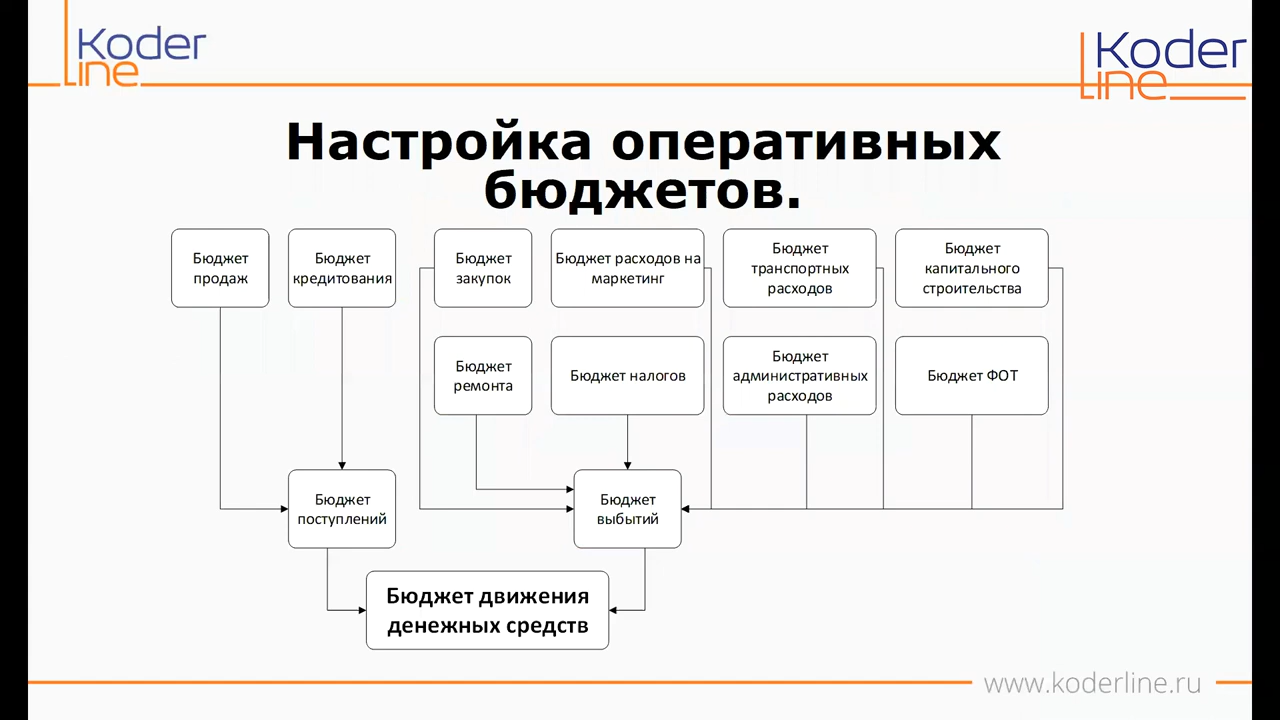 Koder
line
Koder
line
Настройка оперативных
бюджетов.
Бюджет
продаж
Бюджет
кредитования
Бюджет
закупок
Бюджет расходов на
маркетинг
Бюджет
транспортных
расходов
Бюджет
капитального
строительства
Бюджет
ремонта
Бюджет налогов
Бюджет
административных
расходов
Бюджет ФОТ
Бюджет
поступлений
Бюджет
выбытий
Бюджет движения
денежных средств
www.koderline.ru